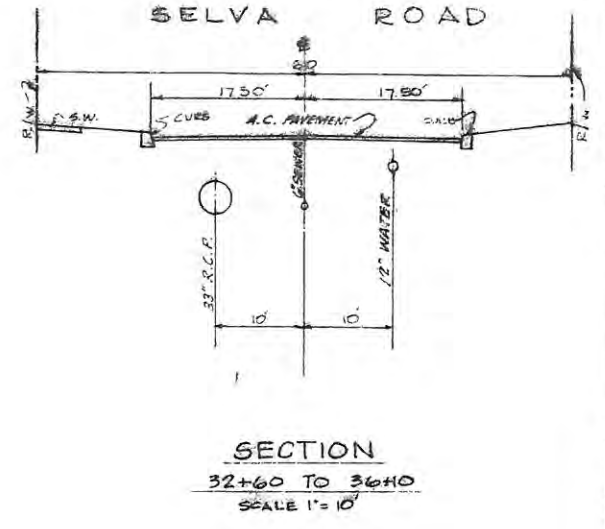 SELVA ROAD
℄
60
17.50' 17.50'
R/W
S.W.
CURB
A.C. PAVEMENT
CURB
R/W
6" SEWER
33" R.C.P.
12" WATER
10' 10'
SECTION
32+60 TO 36+10
SCALE 1"= 10'